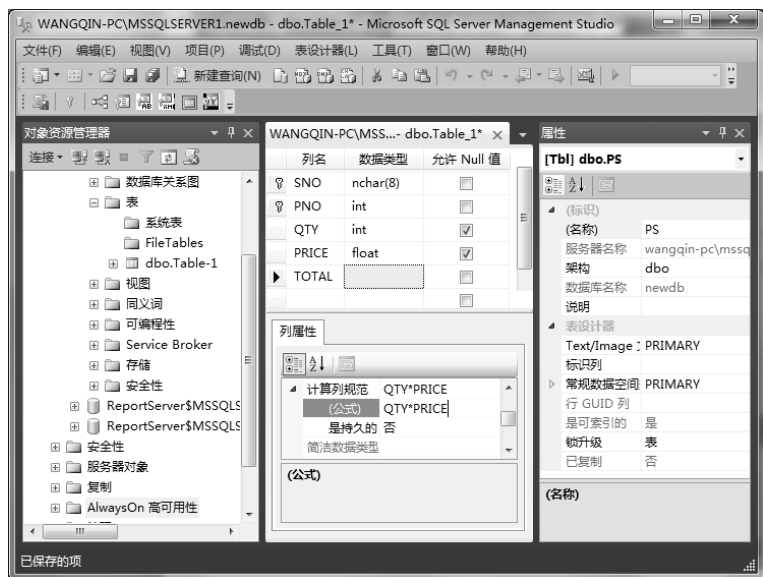 WANGQIN-PC\MSSQLSERVER1.newdb - dbo.Table_1* - Microsoft SQL Server Management Studio
文件(F) 编辑(E) 视图(V) 项目(P) 调试(D) 表设计器(L) 工具(T) 窗口(W) 帮助(H)
新建查询(N)
对象资源管理器
连接
数据库关系图
表
系统表
FileTables
dbo.Table-1
视图
同义词
可编程性
Service Broker
存储
安全性
ReportServer$MSSQLS
ReportServer$MSSQLS
安全性
服务器对象
复制
AlwaysOn 高可用性
WANGQIN-PC\MSS...- dbo.Table_1*
列名 数据类型 允许 Null 值
SNO nchar(8)
PNO int
QTY int
PRICE float
TOTAL
列属性
计算列规范 QTY*PRICE
(公式) QTY*PRICE
是持久的 否
简洁数据类型
(公式)
属性
[Tbl] dbo.PS
(标识)
(名称) PS
服务器名称 wangqin-pc\mssq
架构 dbo
数据库名称 newdb
说明
表设计器
Text/Image PRIMARY
标识列
常规数据空间 PRIMARY
行 GUID 列
是可索引的 是
锁升级 表
已复制 否
(名称)
已保存的项